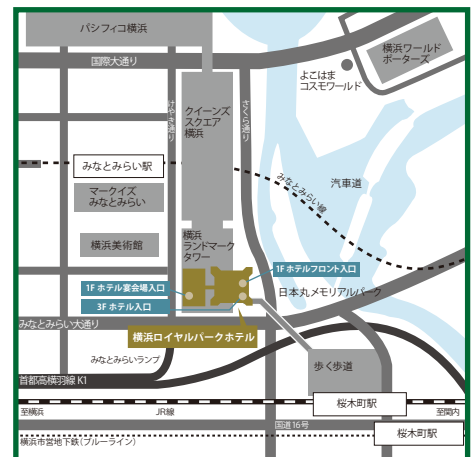 パシフィコ横浜
国際大通り
横浜ワールド
ポーターズ
よこはま
コスモワールド
けやき通り
クイーンズ
スクエア
横浜
さくら通り
みなとみらい駅
みなとみらい線
汽車道
マークイズ
みなとみらい
横浜美術館
横浜
ランドマーク
タワー
1F ホテルフロント入口
1F ホテル宴会場入口
3F ホテル入口
日本丸メモリアルパーク
みなとみらい大通り
横浜ロイヤルパークホテル
みなとみらいランプ
歩く歩道
首都高横羽線 K1
桜木町駅
至横浜
JR線
至関内
国道16号
桜木町駅
横浜市営地下鉄(ブルーライン)